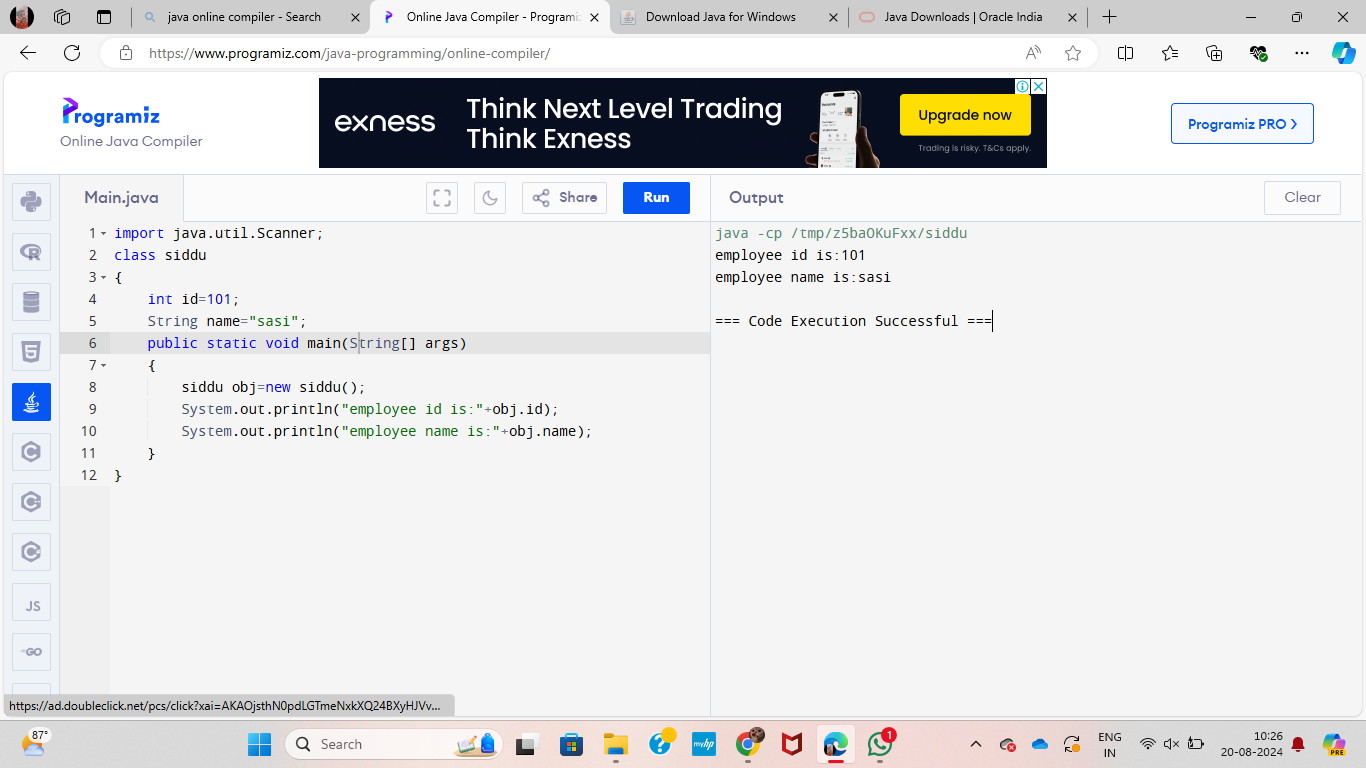 java online compiler - Search
Online Java Compiler - Programiz
Download Java for Windows
Java Downloads | Oracle India
https://www.programiz.com/java-programming/online-compiler/
Programiz
Online Java Compiler
exness
Think Next Level Trading
Think Exness
Upgrade now
Trading is risky. T&Cs apply.
Programiz PRO
Main.java
Share
Run
Output
Clear
1 import java.util.Scanner;
2 class siddu
3 {
4 int id=101;
5 String name="sasi";
6 public static void main(String[] args)
7 {
8 siddu obj=new siddu();
9 System.out.println("employee id is:"+obj.id);
10 System.out.println("employee name is:"+obj.name);
11 }
12 }
java -cp /tmp/z5baOKuFxx/siddu
employee id is:101
employee name is:sasi
=== Code Execution Successful ===
JS
GO
https://ad.doubleclick.net/pcs/click?xai=AKAOjsthN0pdLGTmeNxkXQ24BXyHJVv...
87°
Search
myhp
1
ENG
IN
10:26
20-08-2024
PRE